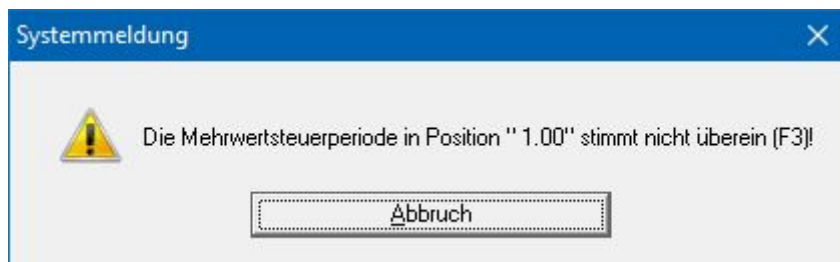 Systemmeldung
Die Mehrwertsteuerperiode in Position " 1.00" stimmt nicht überein (F3)!
Abbruch